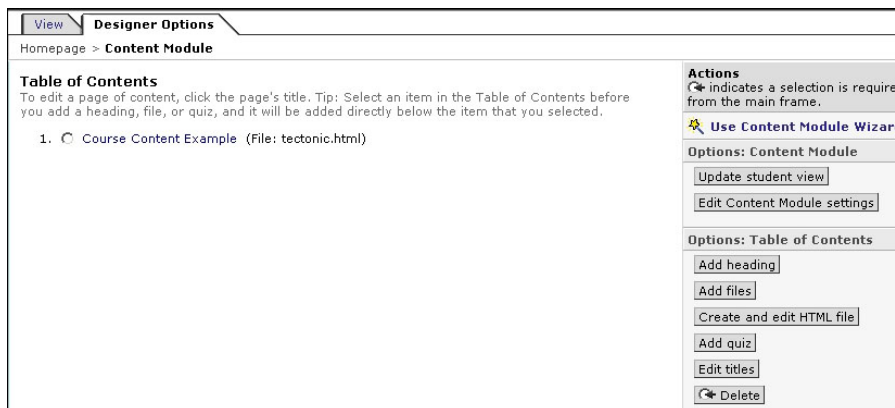 View
Designer Options
Homepage > Content Module
Table of Contents
To edit a page of content, click the page's title. Tip: Select an item in the Table of Contents before
you add a heading, file, or quiz, and it will be added directly below the item that you selected.
1. Course Content Example (File: tectonic.html)
Actions
indicates a selection is require
from the main frame.
Use Content Module Wizar
Options: Content Module
Update student view
Edit Content Module settings
Options: Table of Contents
Add heading
Add files
Create and edit HTML file
Add quiz
Edit titles
Delete